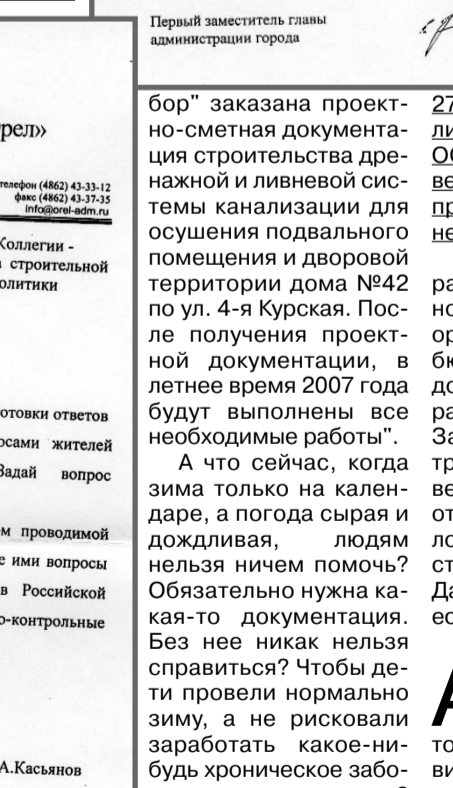 Первый заместитель главы
администрации города
телефон (4862) 43-33-12
факс (4862) 43-37-35
info@orel-adm.ru
Коллегии -
строительной
готовки ответов
жителей
Задай вопрос
проводимой
ими вопросы
в Российской
А.Касьянов
бор" заказана проект-
но-сметная документа-
ция строительства дре-
нажной и ливневой сис-
темы канализации для
осушения подвального
помещения и дворовой
территории дома №42
по ул. 4-я Курская. Пос-
ле получения проект-
ной документации, в
летнее время 2007 года
будут выполнены все
необходимые работы".
А что сейчас, когда
зима только на кален-
даре, а погода сырая и
дождливая, людям
нельзя ничем помочь?
Обязательно нужна ка-
кая-то документация.
Без нее никак нельзя
справиться? Чтобы де-
ти провели нормально
зиму, а не рисковали
заработать какое-ни-
будь хроническое забо-